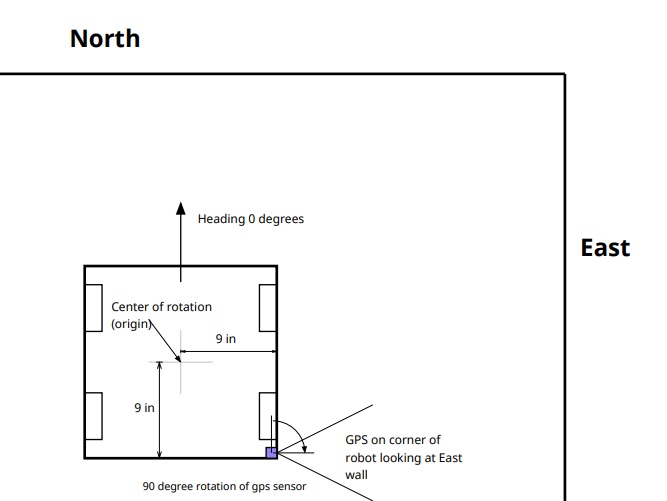 North
Heading 0 degrees
East
Center of rotation
(origin)
9 in
9 in
GPS on corner of
robot looking at East
wall
90 degree rotation of gps sensor